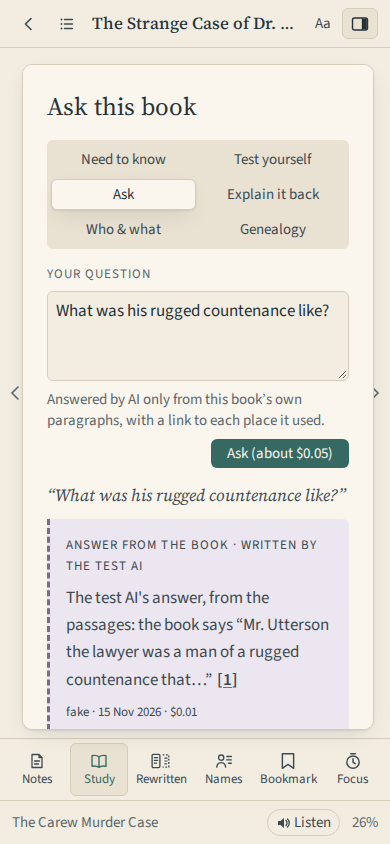 The Strange Case of Dr. ...
Aa
Ask this book
Need to know
Test yourself
Ask
Explain it back
Who & what
Genealogy
YOUR QUESTION
What was his rugged countenance like?
Answered by AI only from this book's own
paragraphs, with a link to each place it used.
Ask (about $0.05)
“What was his rugged countenance like?”
ANSWER FROM THE BOOK · WRITTEN BY
THE TEST AI
The test AI's answer, from the
passages: the book says “Mr. Utterson
the lawyer was a man of a rugged
countenance that…” [1]
fake · 15 Nov 2026 · $0.01
Notes
Study
Rewritten
Names
Bookmark
Focus
The Carew Murder Case
Listen
26%